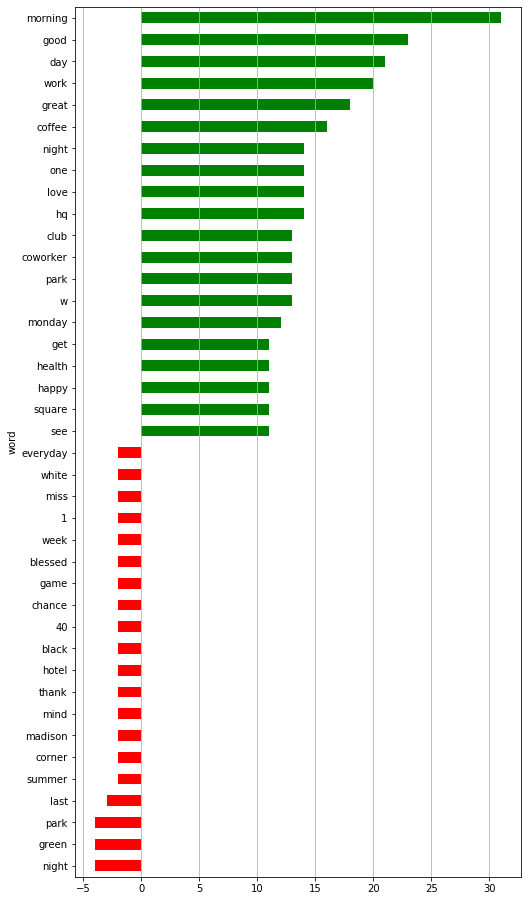 morning
good
day
work
great
coffee
night
one
love
hq
club
coworker
park
w
monday
get
health
happy
square
see
word
everyday
white
miss
1
week
blessed
game
chance
40
black
hotel
thank
mind
madison
corner
summer
last
park
green
night
−5 0 5 10 15 20 25 30